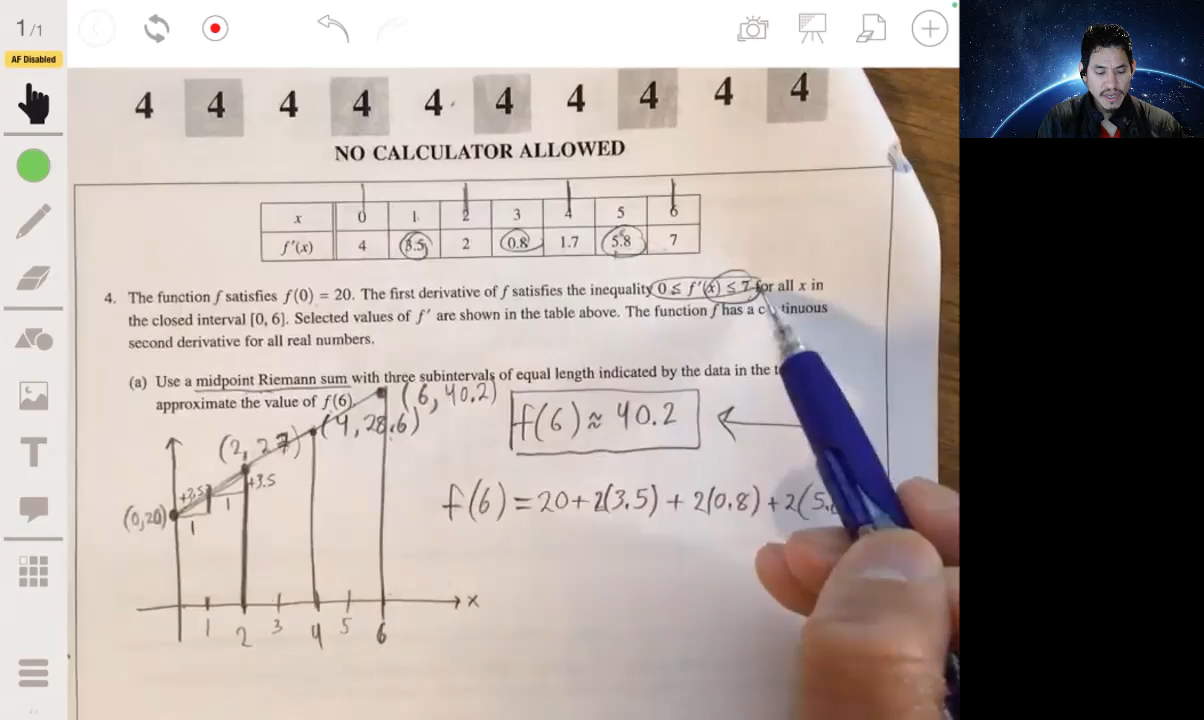 1/1
AF Disabled
4 4 4 4 4 4 4 4 4 4
NO CALCULATOR ALLOWED
x 0 1 2 3 4 5 6
f'(x) 4 3.5 2 0.8 1.7 5.8 7
4. The function f satisfies f(0) = 20. The first derivative of f satisfies the inequality 0 ≤ f'(x) ≤ 7 for all x in
the closed interval [0, 6]. Selected values of f' are shown in the table above. The function f has a c tinuous
second derivative for all real numbers.
(a) Use a midpoint Riemann sum with three subintervals of equal length indicated by the data in the t
approximate the value of f(6).
(6, 40.2)
f(6) ≈ 40.2
(4, 28.6)
(2, 27)
+3.5
+3.5
1
(0,20)
1
f(6) = 20 + 2(3.5) + 2(0.8) + 2(5.
x
1 2 3 4 5 6
T